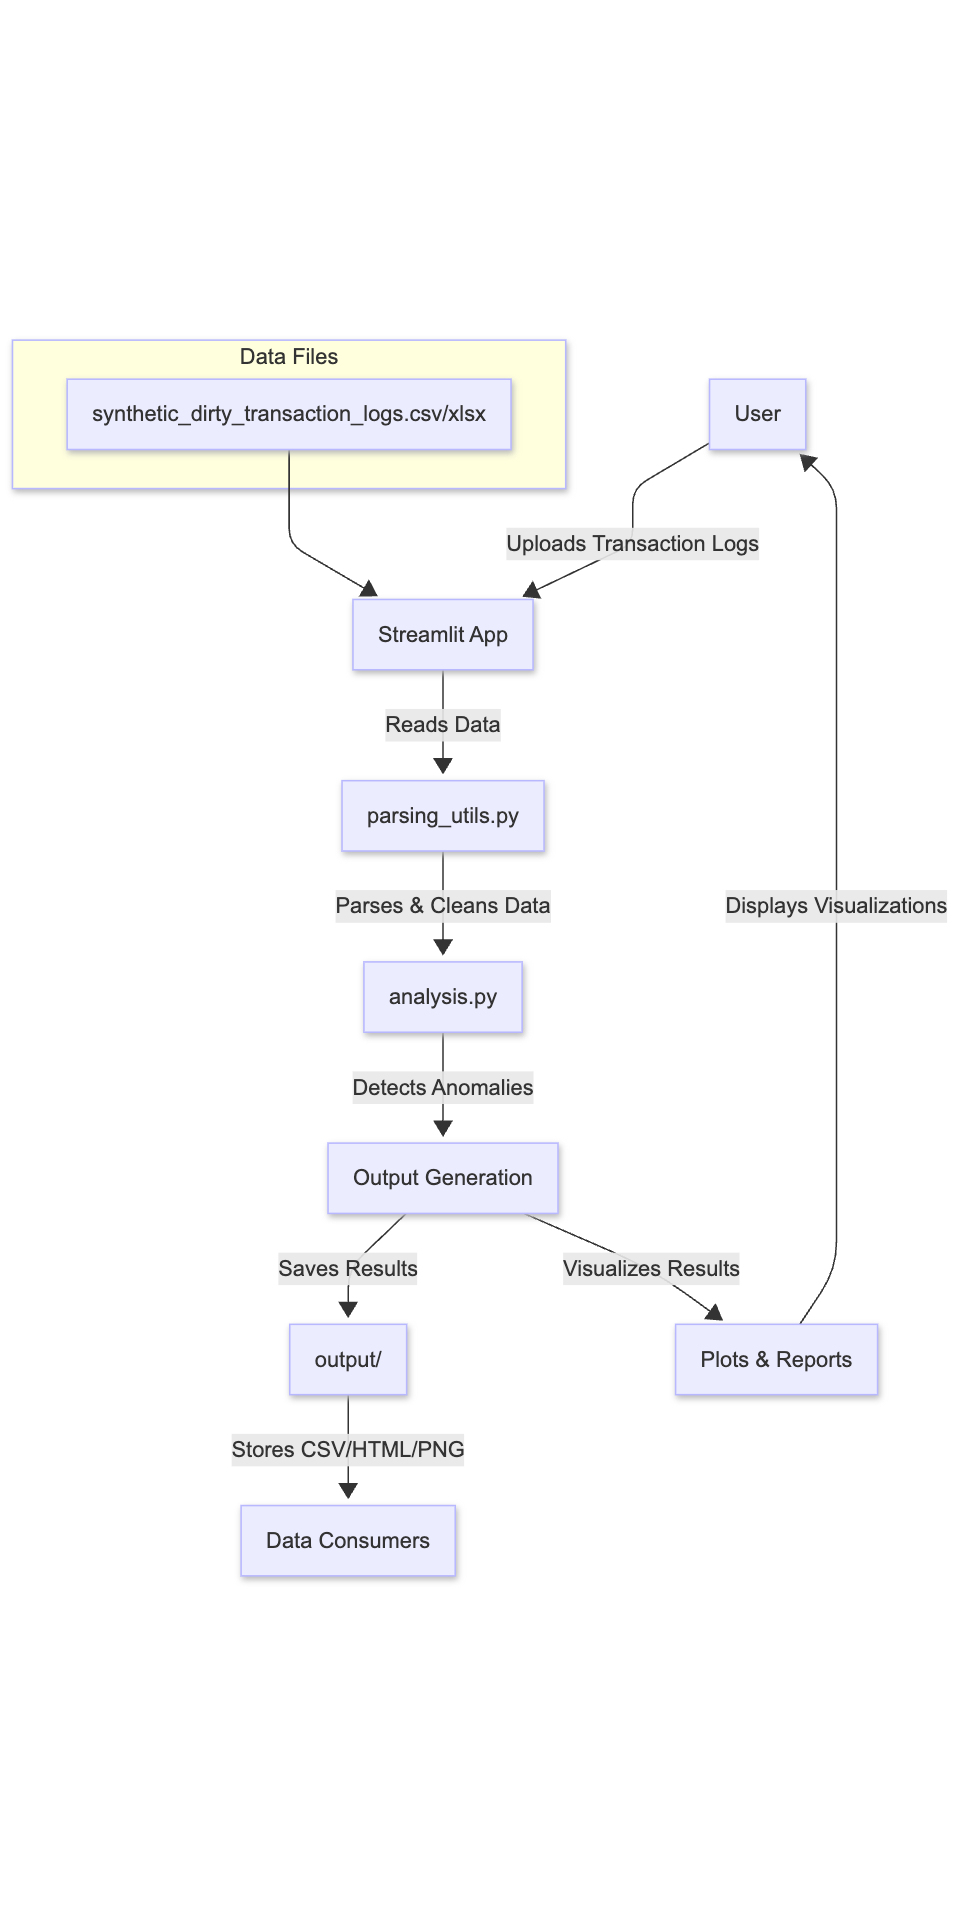 Data Files
synthetic_dirty_transaction_logs.csv/xlsx
User
Uploads Transaction Logs
Streamlit App
Reads Data
parsing_utils.py
Parses & Cleans Data
Displays Visualizations
analysis.py
Detects Anomalies
Output Generation
Saves Results
Visualizes Results
output/
Plots & Reports
Stores CSV/HTML/PNG
Data Consumers